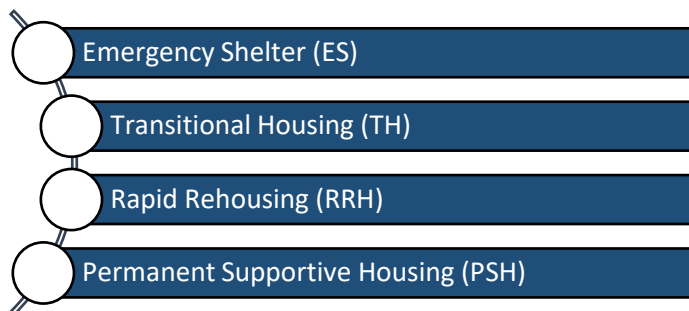 Emergency Shelter (ES)
Transitional Housing (TH)
Rapid Rehousing (RRH)
Permanent Supportive Housing (PSH)